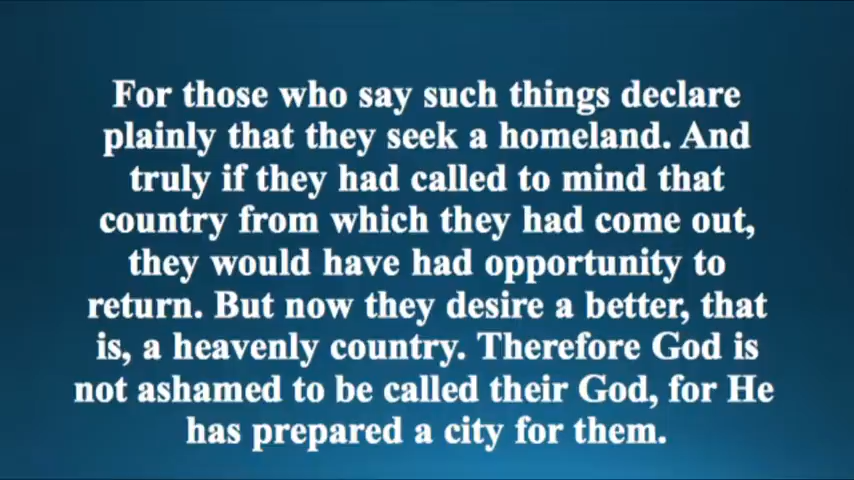 For those who say such things declare
plainly that they seek a homeland. And
truly if they had called to mind that
country from which they had come out,
they would have had opportunity to
return. But now they desire a better, that
is, a heavenly country. Therefore God is
not ashamed to be called their God, for He
has prepared a city for them.